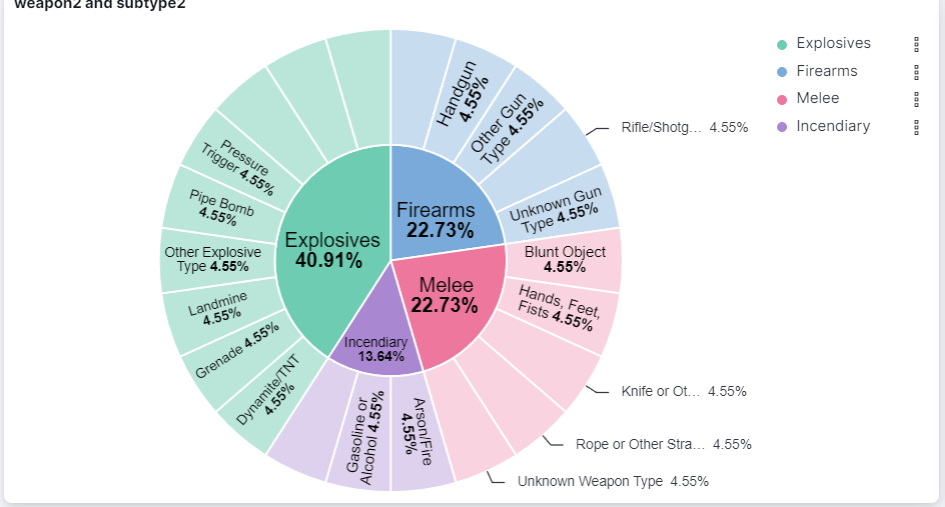 weapon2 and subtype2
Explosives
Firearms
Melee
Incendiary
Handgun
4.55%
Other Gun
Type 4.55%
Rifle/Shotg... 4.55%
Unknown Gun
Type 4.55%
Firearms
22.73%
Blunt Object
4.55%
Hands, Feet,
Fists 4.55%
Knife or Ot... 4.55%
Rope or Other Stra... 4.55%
Unknown Weapon Type 4.55%
Melee
22.73%
Arson/Fire
4.55%
Gasoline or
Alcohol 4.55%
Incendiary
13.64%
Dynamite/TNT
4.55%
Grenade 4.55%
Landmine
4.55%
Other Explosive
Type 4.55%
Pipe Bomb
4.55%
Pressure
Trigger 4.55%
Explosives
40.91%